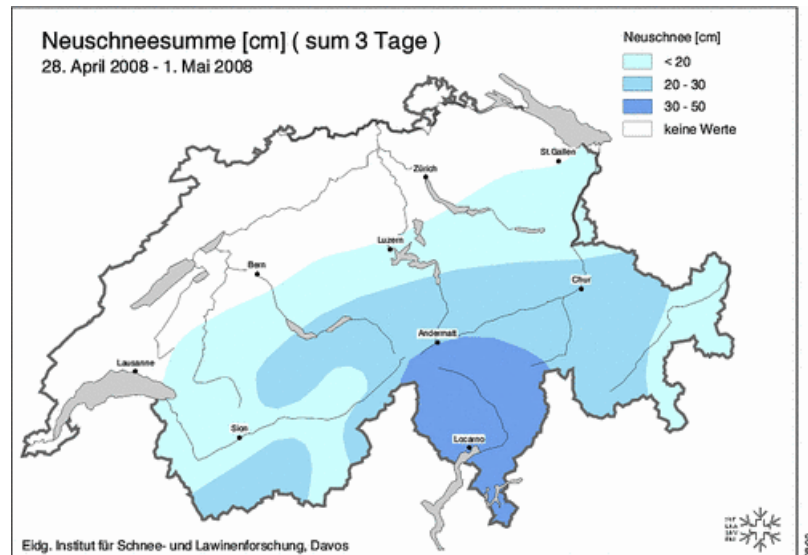 Neuschneesumme [cm] ( sum 3 Tage )
28. April 2008 - 1. Mai 2008
Neuschnee [cm]
< 20
20 - 30
30 - 50
keine Werte
St.Gallen
Zürich
Luzern
Bern
Chur
Andermatt
Lausanne
Sion
Locarno
Eidg. Institut für Schnee- und Lawinenforschung, Davos